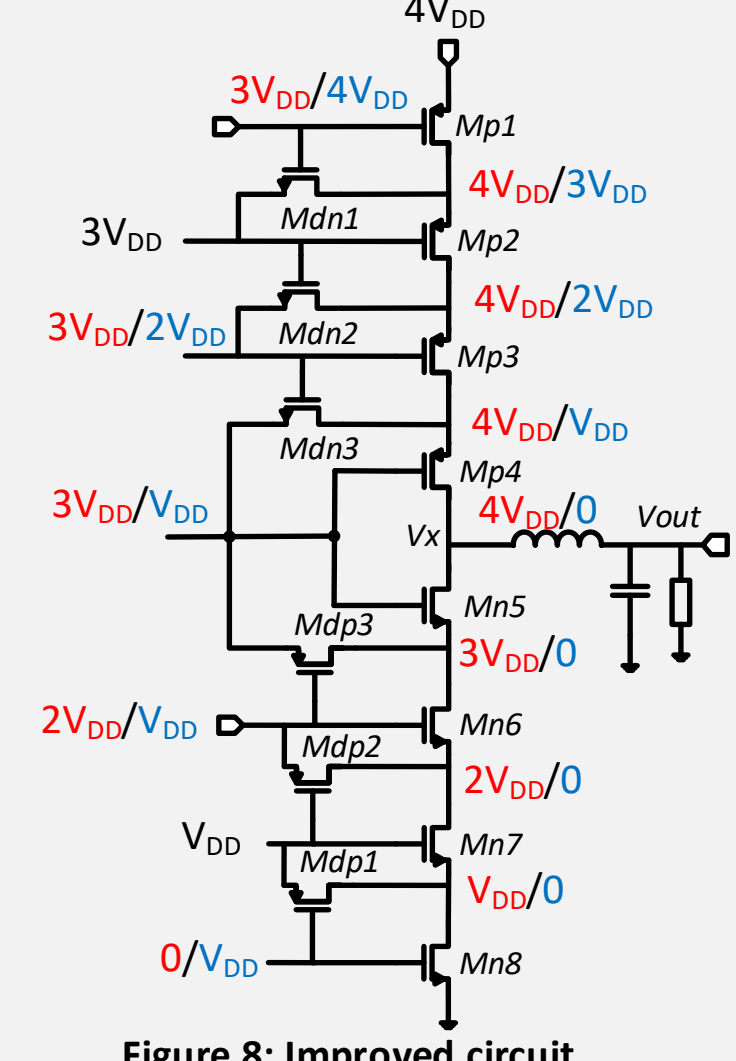 4VDD
3VDD/4VDD
Mp1
4VDD/3VDD
Mdn1
3VDD
Mp2
4VDD/2VDD
3VDD/2VDD
Mdn2
Mp3
4VDD/VDD
Mdn3
Mp4
3VDD/VDD
4VDD/0
Vout
Vx
Mn5
Mdp3
3VDD/0
2VDD/VDD
Mn6
Mdp2
2VDD/0
VDD
Mn7
Mdp1
VDD/0
0/VDD
Mn8
Figure 8: Improved circuit